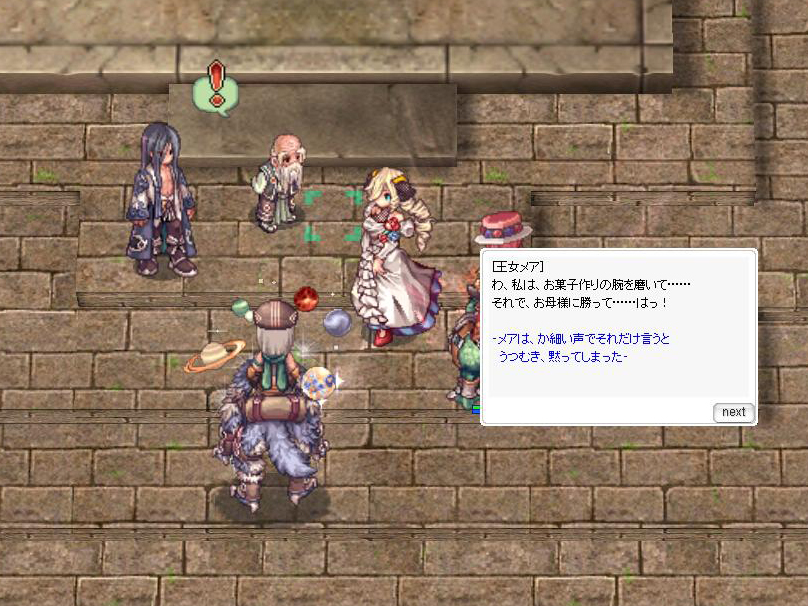 [王女メア]
わ、私は、お菓子作りの腕を磨いて……
それで、お母様に勝って……はっ！
-メアは、か細い声でそれだけ言うと
うつむき、黙ってしまった-
next